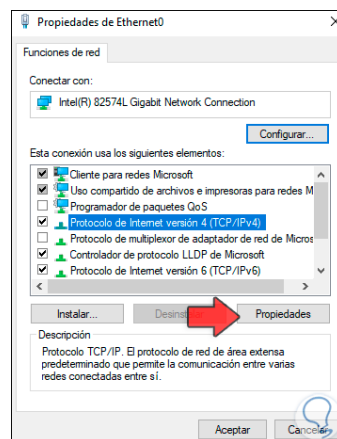 Propiedades de Ethernet0
Funciones de red
Conectar con:
Intel(R) 82574L Gigabit Network Connection
Configurar...
Esta conexión usa los siguientes elementos:
Cliente para redes Microsoft
Uso compartido de archivos e impresoras para redes M
Programador de paquetes QoS
Protocolo de Internet versión 4 (TCP/IPv4)
Protocolo de multiplexor de adaptador de red de Micros
Controlador de protocolo LLDP de Microsoft
Protocolo de Internet versión 6 (TCP/IPv6)
Instalar... Propiedades
Descripción
Protocolo TCP/IP. El protocolo de red de área extensa
predeterminado que permite la comunicación entre varias
redes conectadas entre sí.
Aceptar Cancelar